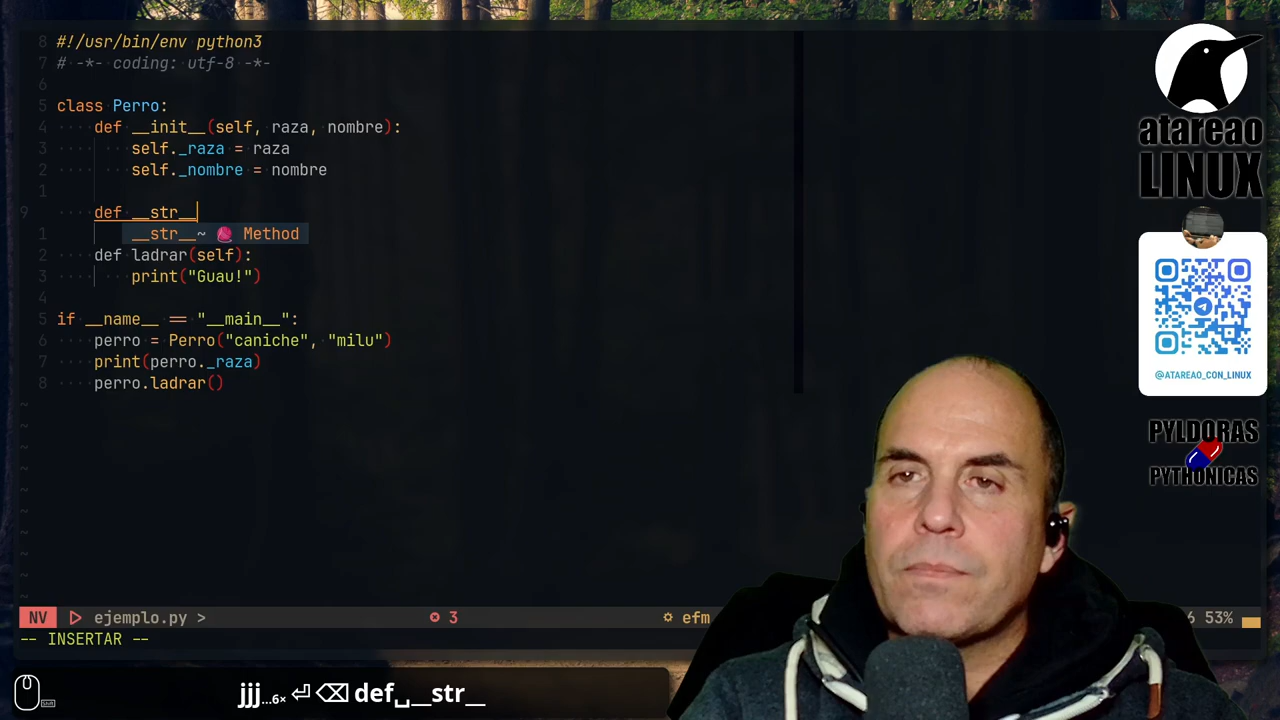 8 #!/usr/bin/env python3
7 # -*- coding: utf-8 -*-
6
5 class Perro:
4 ····def __init__(self, raza, nombre):
3 self._raza = raza
2 self._nombre = nombre
1
9 ····def __str__
1 __str__~ Method
2 def ladrar(self):
3 print("Guau!")
4
5 if __name__ == "__main__":
6 ····perro = Perro("caniche", "milu")
7 ····print(perro._raza)
8 ····perro.ladrar()
NV ejemplo.py > 3 efm 6 53%
-- INSERTAR --
jjj...6× ⏎ ⌫ def␣__str__
atareao
LINUX
@ATAREAO_CON_LINUX
PYLDORAS
PYTHONICAS